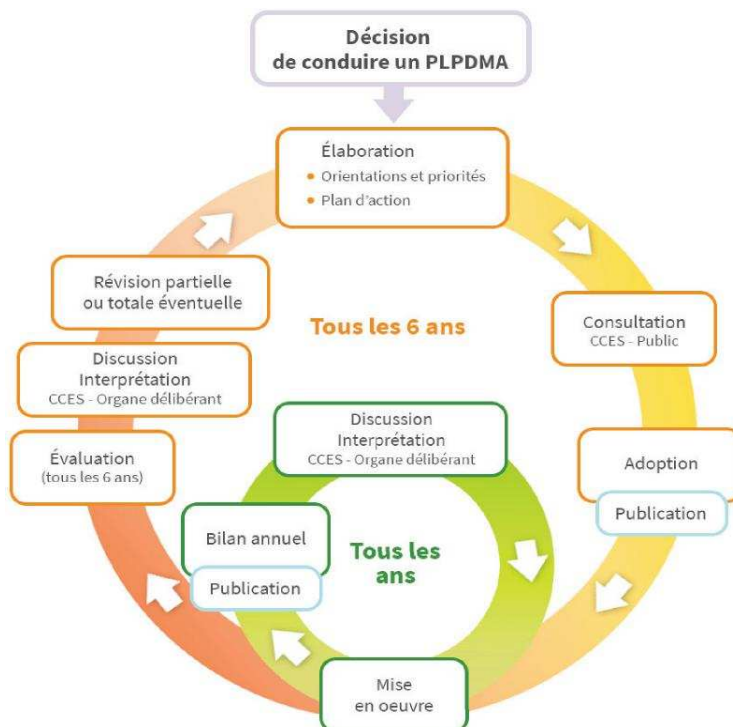 Décision
de conduire un PLPDMA
Élaboration
• Orientations et priorités
• Plan d'action
Consultation
CCES - Public
Adoption
Publication
Mise
en oeuvre
Évaluation
(tous les 6 ans)
Discussion
Interprétation
CCES - Organe délibérant
Révision partielle
ou totale éventuelle
Tous les 6 ans
Discussion
Interprétation
CCES - Organe délibérant
Bilan annuel
Publication
Tous les
ans